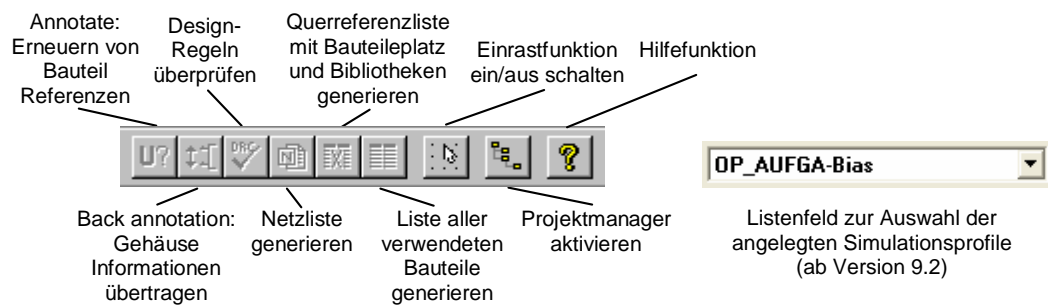 Annotate:
Erneuern von
Bauteil
Referenzen
Design-
Regeln
überprüfen
Querreferenzliste
mit Bauteileplatz
und Bibliotheken
generieren
Einrastfunktion
ein/aus schalten
Hilfefunktion
U?
DRC
N
?
OP_AUFGA-Bias
Back annotation:
Gehäuse
Informationen
übertragen
Netzliste
generieren
Liste aller
verwendeten
Bauteile
generieren
Projektmanager
aktivieren
Listenfeld zur Auswahl der
angelegten Simulationsprofile
(ab Version 9.2)